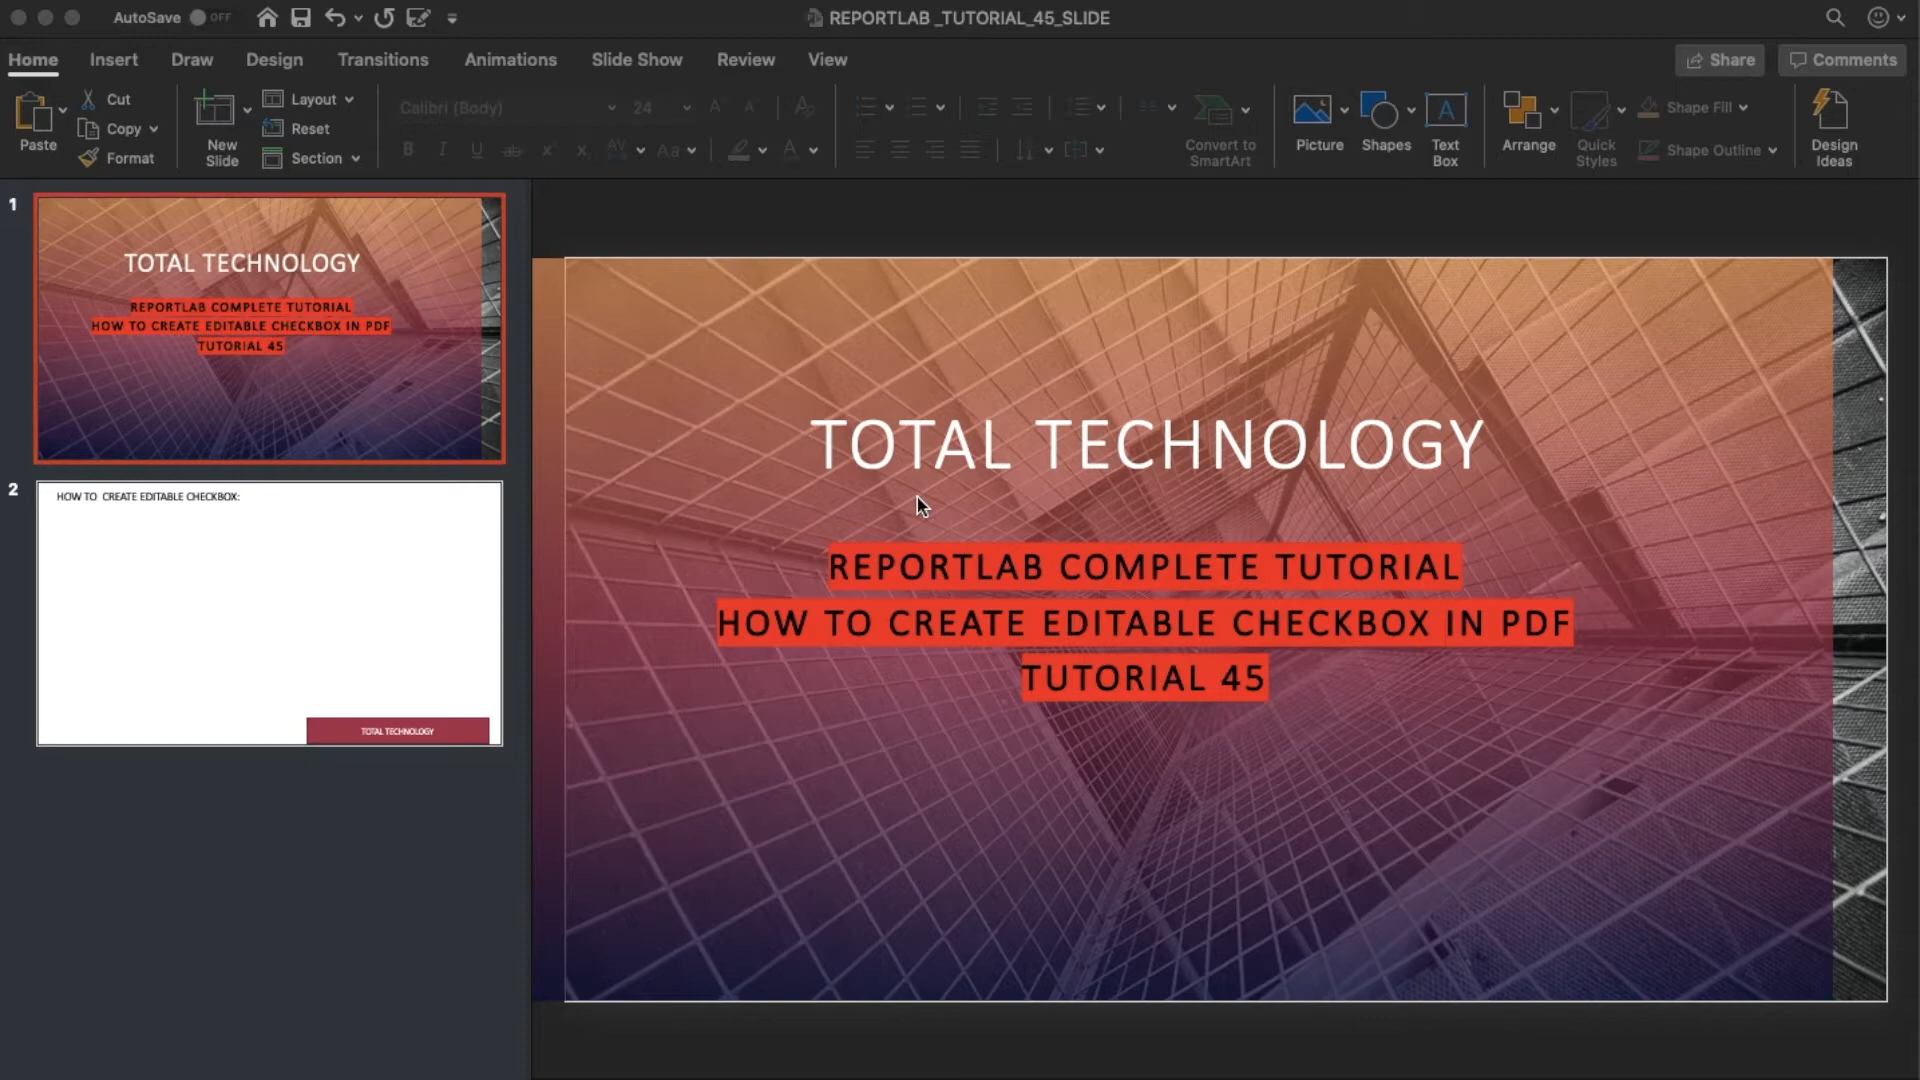 AutoSave OFF
REPORTLAB _TUTORIAL_45_SLIDE
Home Insert Draw Design Transitions Animations Slide Show Review View
Share Comments
Paste
Cut
Copy
Format
New
Slide
Layout
Reset
Section
Calibri (Body) 24
Convert to
SmartArt
Picture
Shapes
Text
Box
Arrange
Quick
Styles
Shape Fill
Shape Outline
Design
Ideas
1
TOTAL TECHNOLOGY
REPORTLAB COMPLETE TUTORIAL
HOW TO CREATE EDITABLE CHECKBOX IN PDF
TUTORIAL 45
2
HOW TO CREATE EDITABLE CHECKBOX:
TOTAL TECHNOLOGY
TOTAL TECHNOLOGY
REPORTLAB COMPLETE TUTORIAL
HOW TO CREATE EDITABLE CHECKBOX IN PDF
TUTORIAL 45